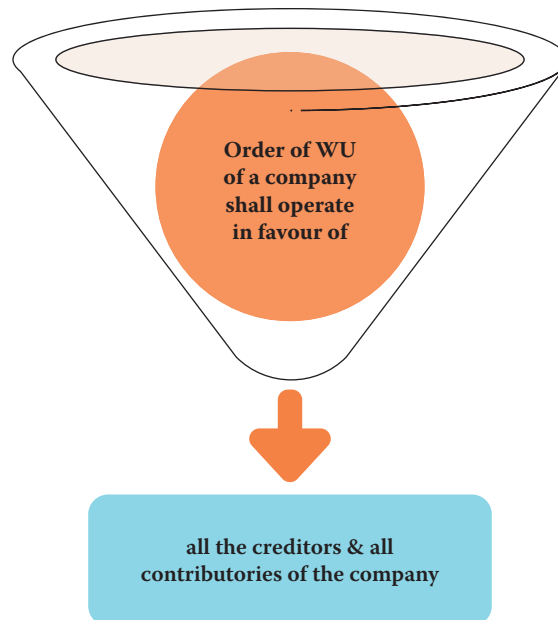 Order of WU
of a company
shall operate
in favour of
all the creditors & all
contributories of the company